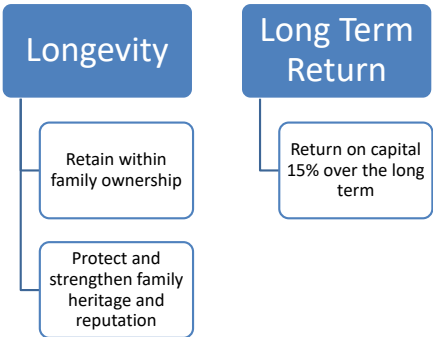 Longevity
Retain within
family ownership
Protect and
strengthen family
heritage and
reputation
Long Term
Return
Return on capital
15% over the long
term